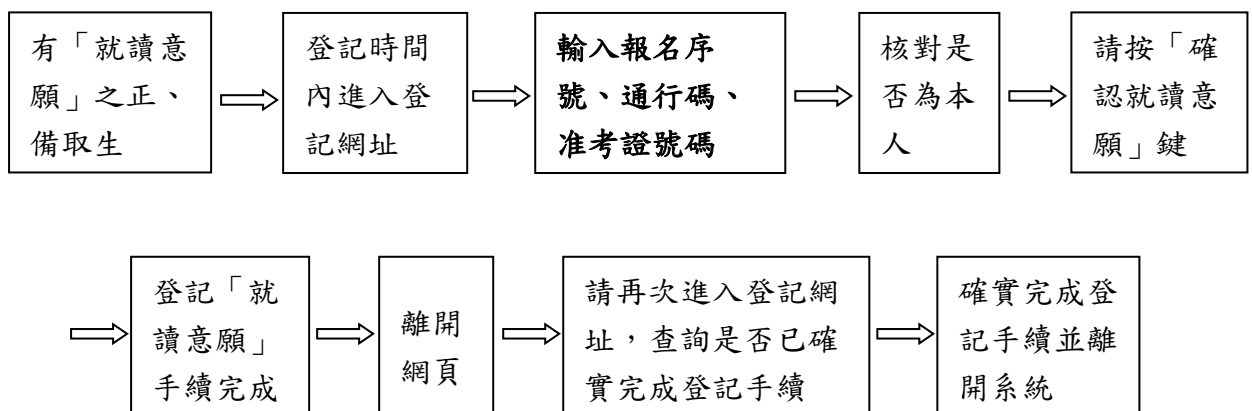 有「就讀意
願」之正、
備取生
登記時間
內進入登
記網址
輸入報名序
號、通行碼、
准考證號碼
核對是
否為本
人
請按「確
認就讀意
願」鍵
登記「就
讀意願」
手續完成
離開
網頁
請再次進入登記網
址，查詢是否已確
實完成登記手續
確實完成登
記手續並離
開系統